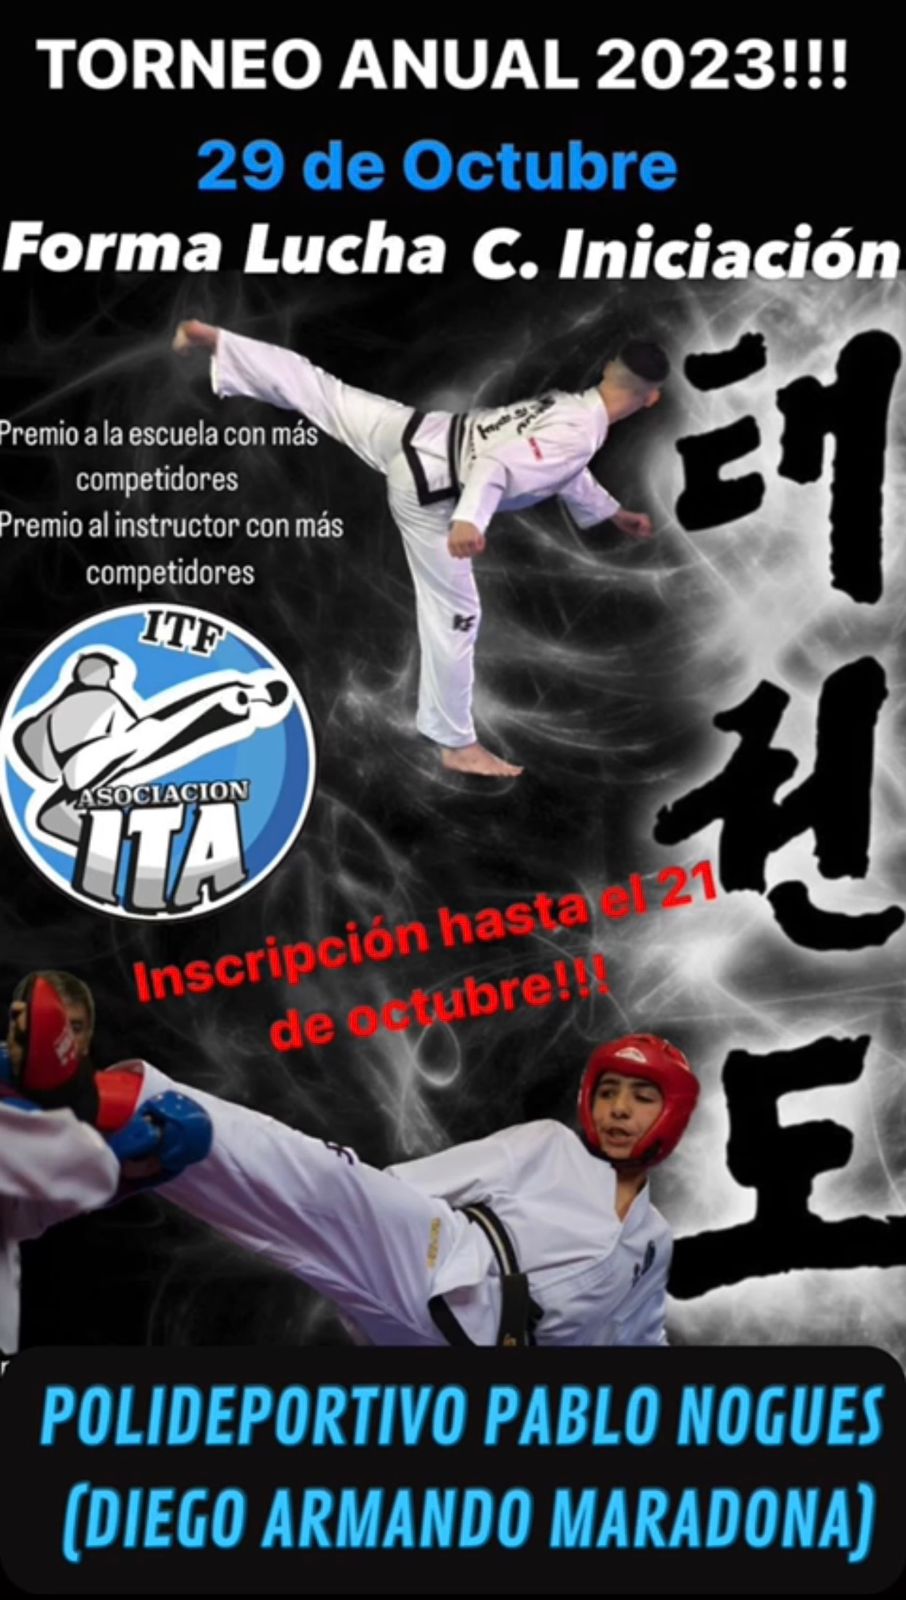 TORNEO ANUAL 2023!!!
29 de Octubre
Forma Lucha C. Iniciación
Premio a la escuela con más
competidores
Premio al instructor con más
competidores
ITF
ASOCIACION
ITA
태권도
Inscripción hasta el 21
de octubre!!!
POLIDEPORTIVO PABLO NOGUES
(DIEGO ARMANDO MARADONA)